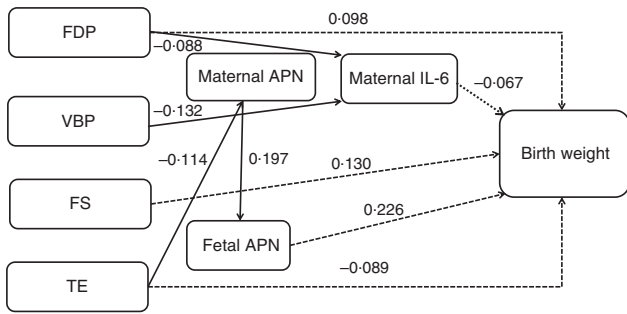 FDP
0·098
–0·088
Maternal APN
Maternal IL-6
–0·067
VBP
–0·132
Birth weight
–0·114
0·197
0·130
FS
0·226
Fetal APN
–0·089
TE